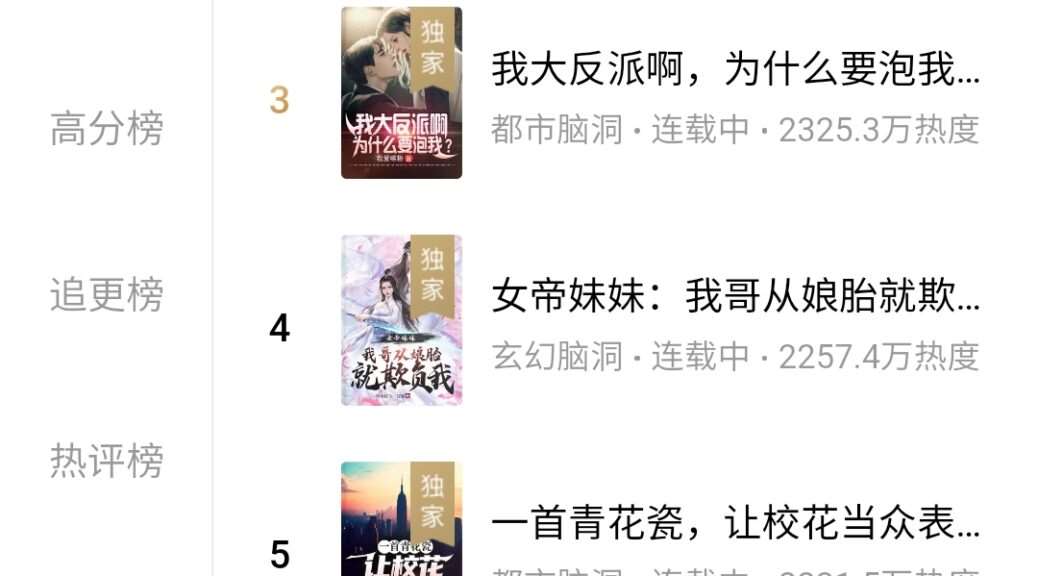 高分榜
追更榜
热评榜
3
独家
我大反派啊
为什么要泡我?
我大反派啊，为什么要泡我...
都市脑洞·连载中·2325.3万热度
4
独家
女帝妹妹
我哥从娘胎
就欺负我
女帝妹妹：我哥从娘胎就欺...
玄幻脑洞·连载中·2257.4万热度
5
独家
一首青花瓷
让校花
一首青花瓷，让校花当众表...